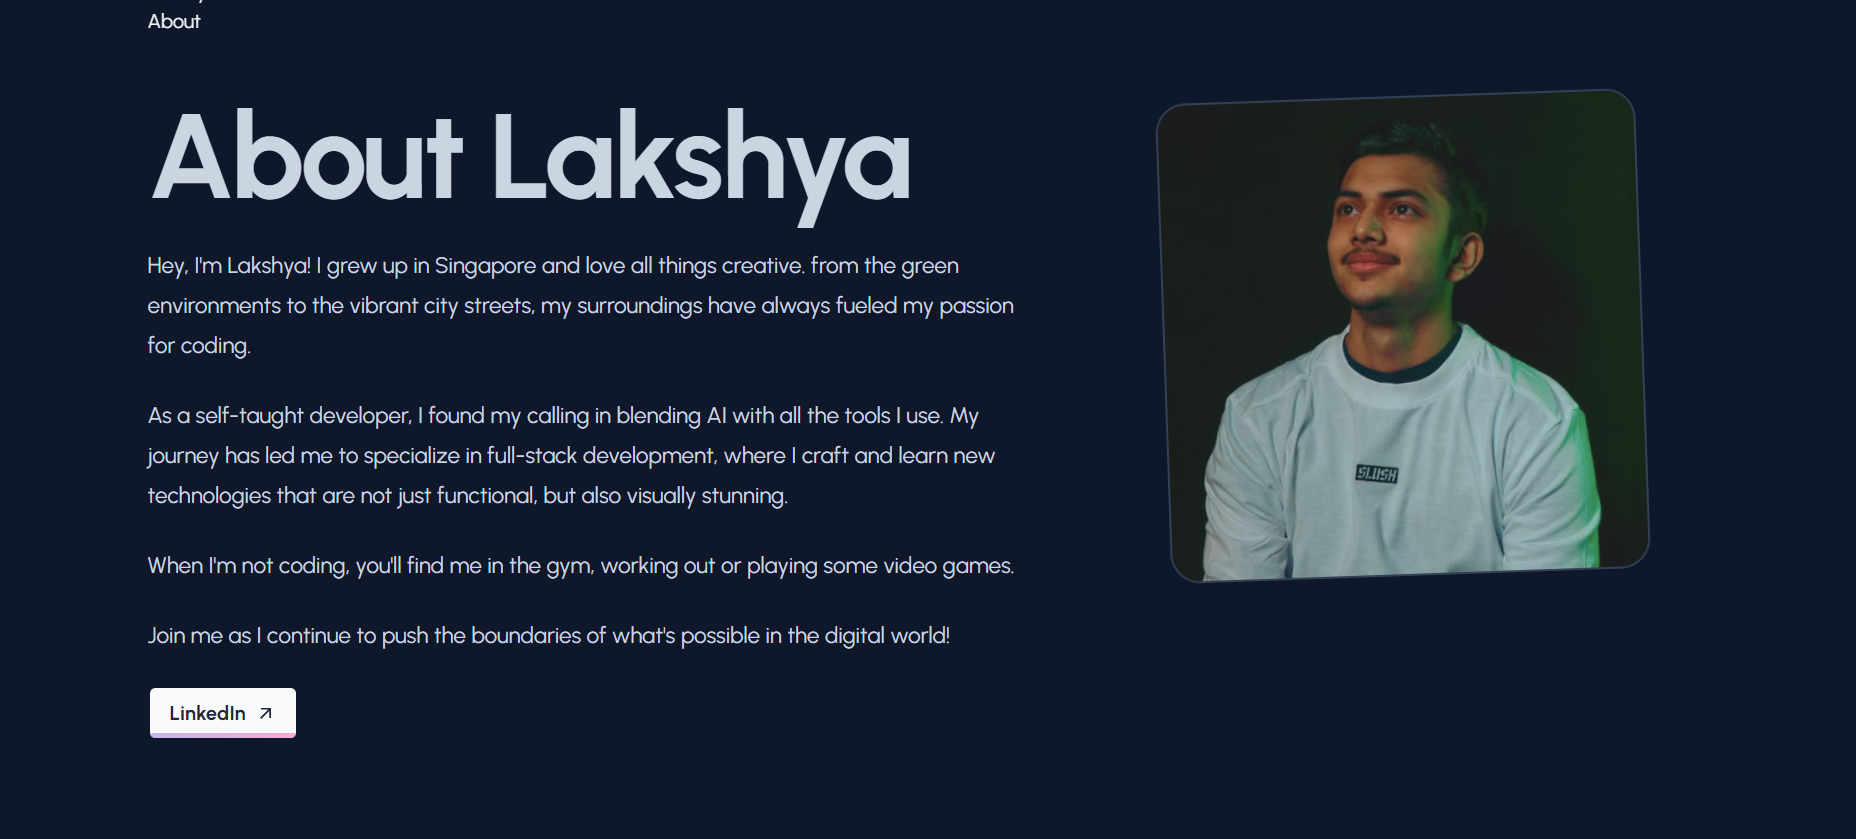 About
About Lakshya
Hey, I'm Lakshya! I grew up in Singapore and love all things creative. from the green
environments to the vibrant city streets, my surroundings have always fueled my passion
for coding.
As a self-taught developer, I found my calling in blending AI with all the tools I use. My
journey has led me to specialize in full-stack development, where I craft and learn new
technologies that are not just functional, but also visually stunning.
When I'm not coding, you'll find me in the gym, working out or playing some video games.
Join me as I continue to push the boundaries of what's possible in the digital world!
LinkedIn
SLUSH